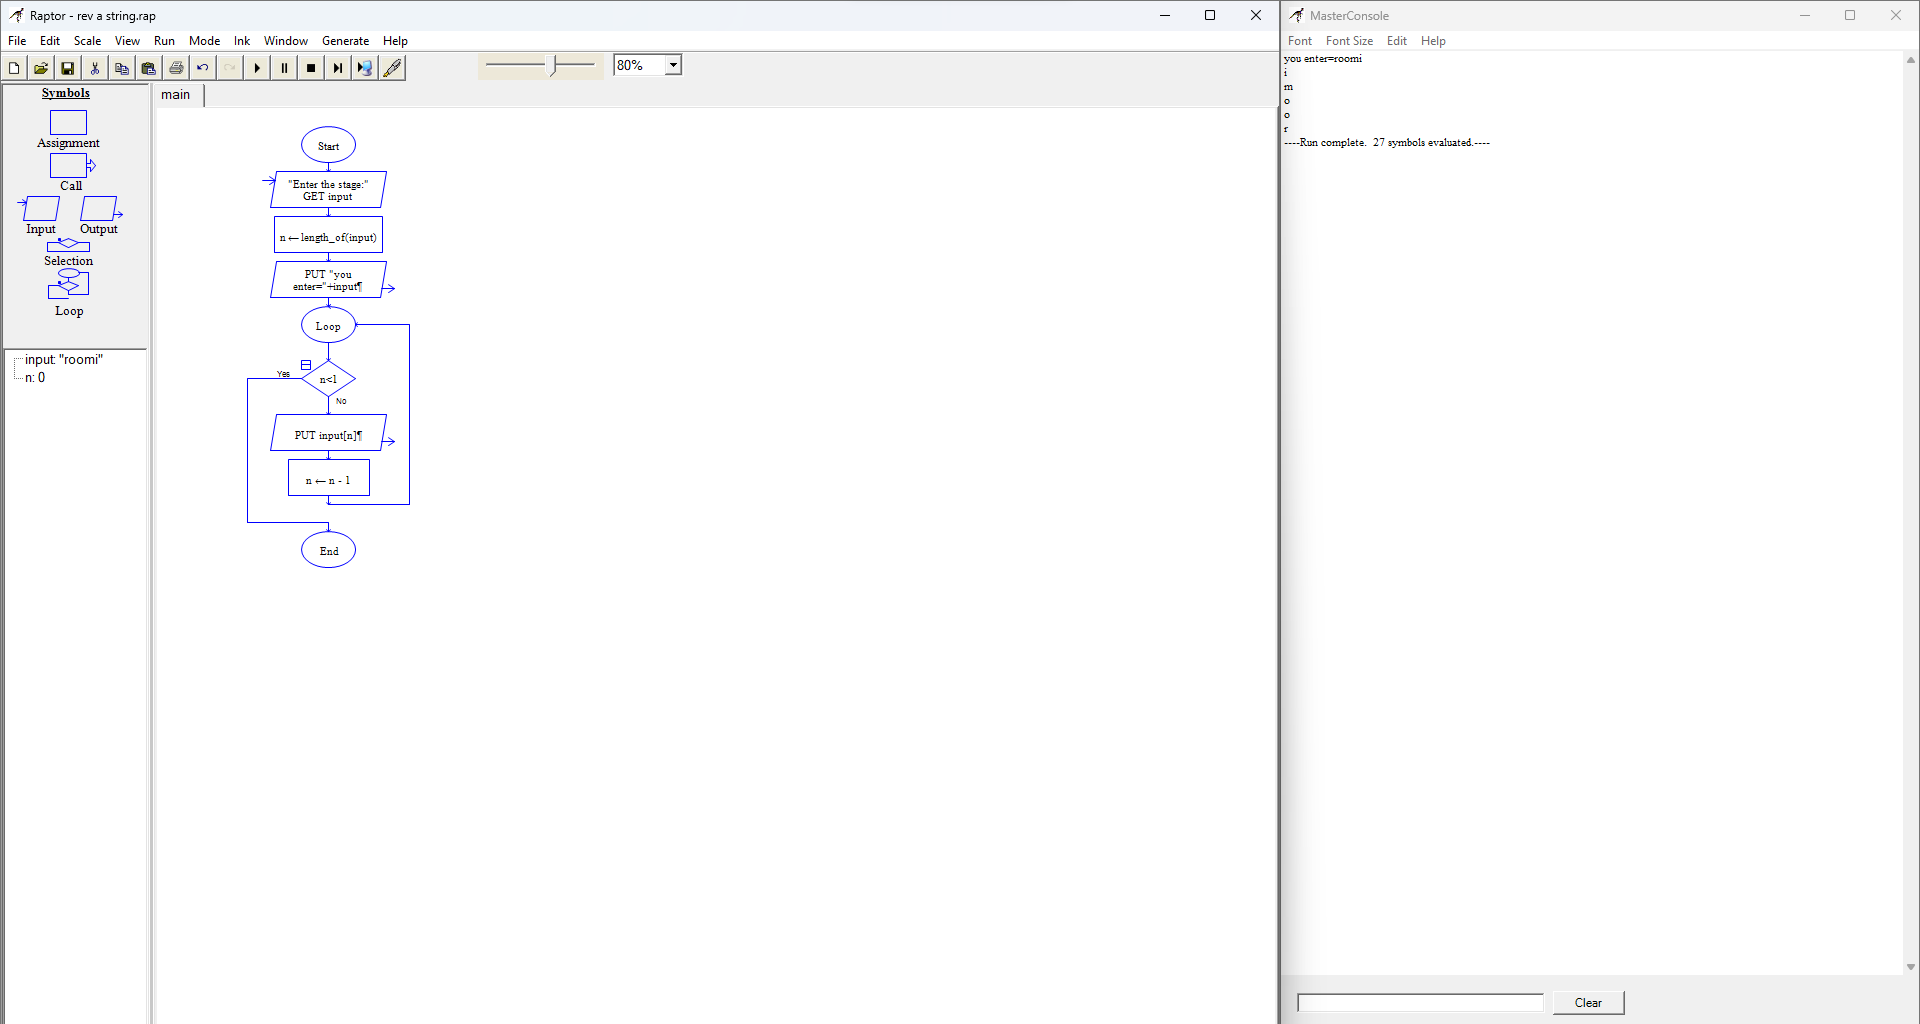 Raptor - rev a string.rap
File Edit Scale View Run Mode Ink Window Generate Help
80%
Symbols
Assignment
Call
Input Output
Selection
Loop
input: "roomi"
n: 0
main
Start
"Enter the stage:"
GET input
n ← length_of(input)
PUT "you
enter="+input¶
Loop
Yes
n<1
No
PUT input[n]¶
n ← n - 1
End
MasterConsole
Font Font Size Edit Help
you enter=roomi
i
m
o
o
r
----Run complete.  27 symbols evaluated.----
Clear